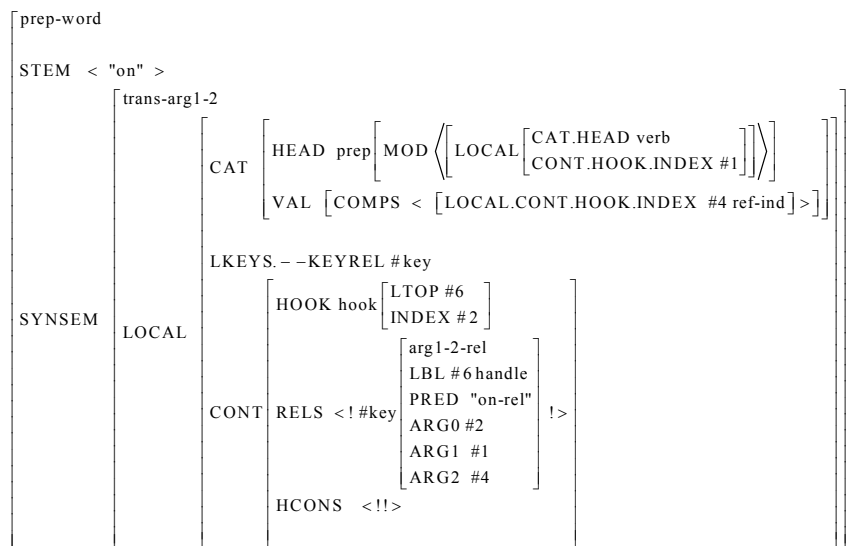 prep-word
STEM < "on" >
trans-arg1-2
CAT.HEAD verb
HEAD prep MOD LOCAL
CONT.HOOK.INDEX #1
CAT
VAL COMPS < LOCAL.CONT.HOOK.INDEX #4 ref-ind >
LKEYS. – –KEYREL #key
LTOP #6
HOOK hook
INDEX #2
SYNSEM
LOCAL
arg1-2-rel
LBL #6 handle
PRED "on-rel"
CONT RELS <! #key !>
ARG0 #2
ARG1 #1
ARG2 #4
HCONS <!!>